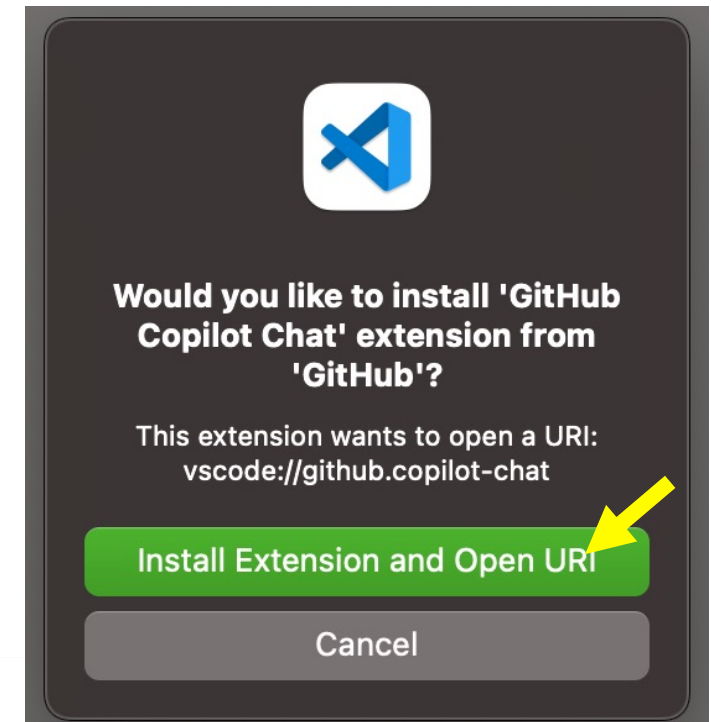 Would you like to install 'GitHub
Copilot Chat' extension from
'GitHub'?
This extension wants to open a URI:
vscode://github.copilot-chat
Install Extension and Open URI
Cancel